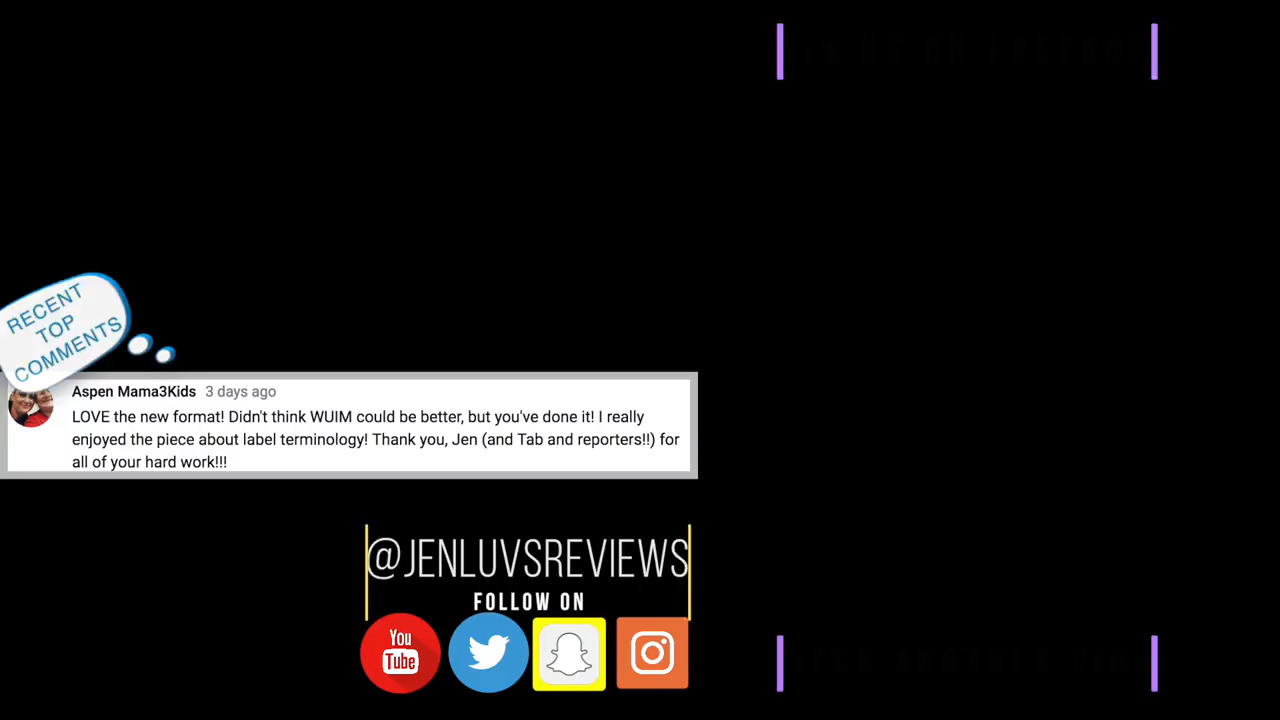 RECENT
TOP
COMMENTS
Aspen Mama3Kids 3 days ago
LOVE the new format! Didn't think WUIM could be better, but you've done it! I really
enjoyed the piece about label terminology! Thank you, Jen (and Tab and reporters!!) for
all of your hard work!!!
@JENLUVSREVIEWS
FOLLOW ON
You
Tube